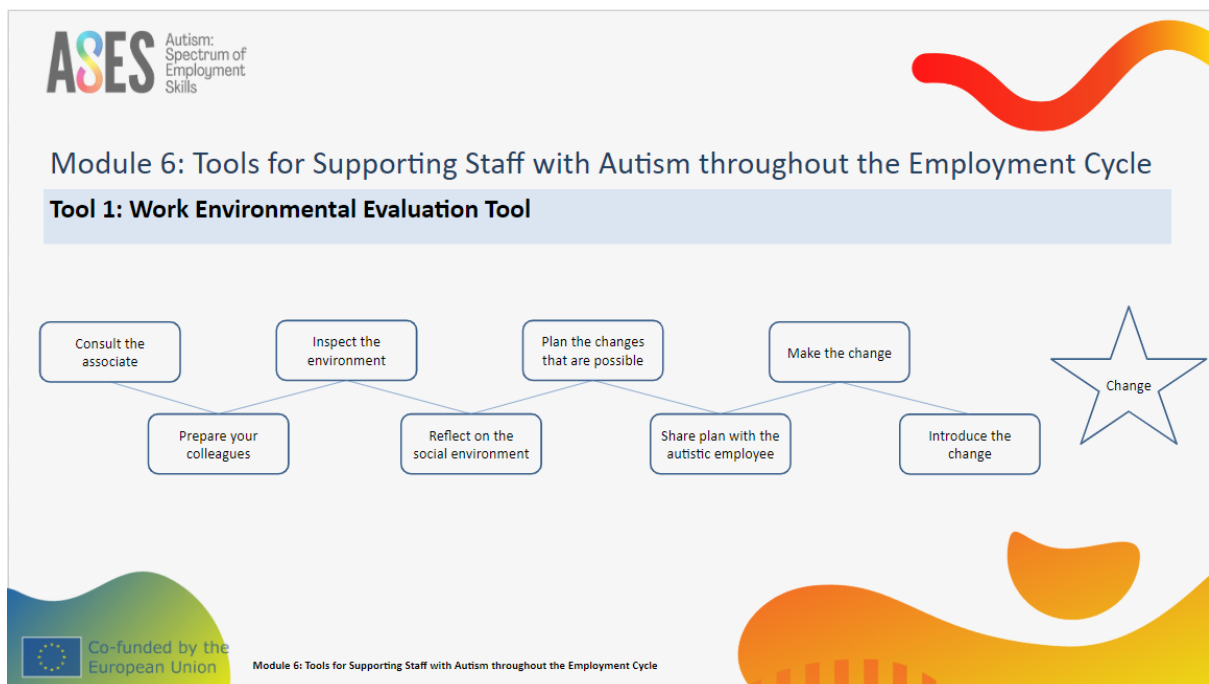 ASES
Autism:
Spectrum of
Employment
Skills
Module 6: Tools for Supporting Staff with Autism throughout the Employment Cycle
Tool 1: Work Environmental Evaluation Tool
Consult the
associate
Prepare your
colleagues
Inspect the
environment
Reflect on the
social environment
Plan the changes
that are possible
Share plan with the
autistic employee
Make the change
Introduce the
change
Change
Co-funded by the
European Union
Module 6: Tools for Supporting Staff with Autism throughout the Employment Cycle